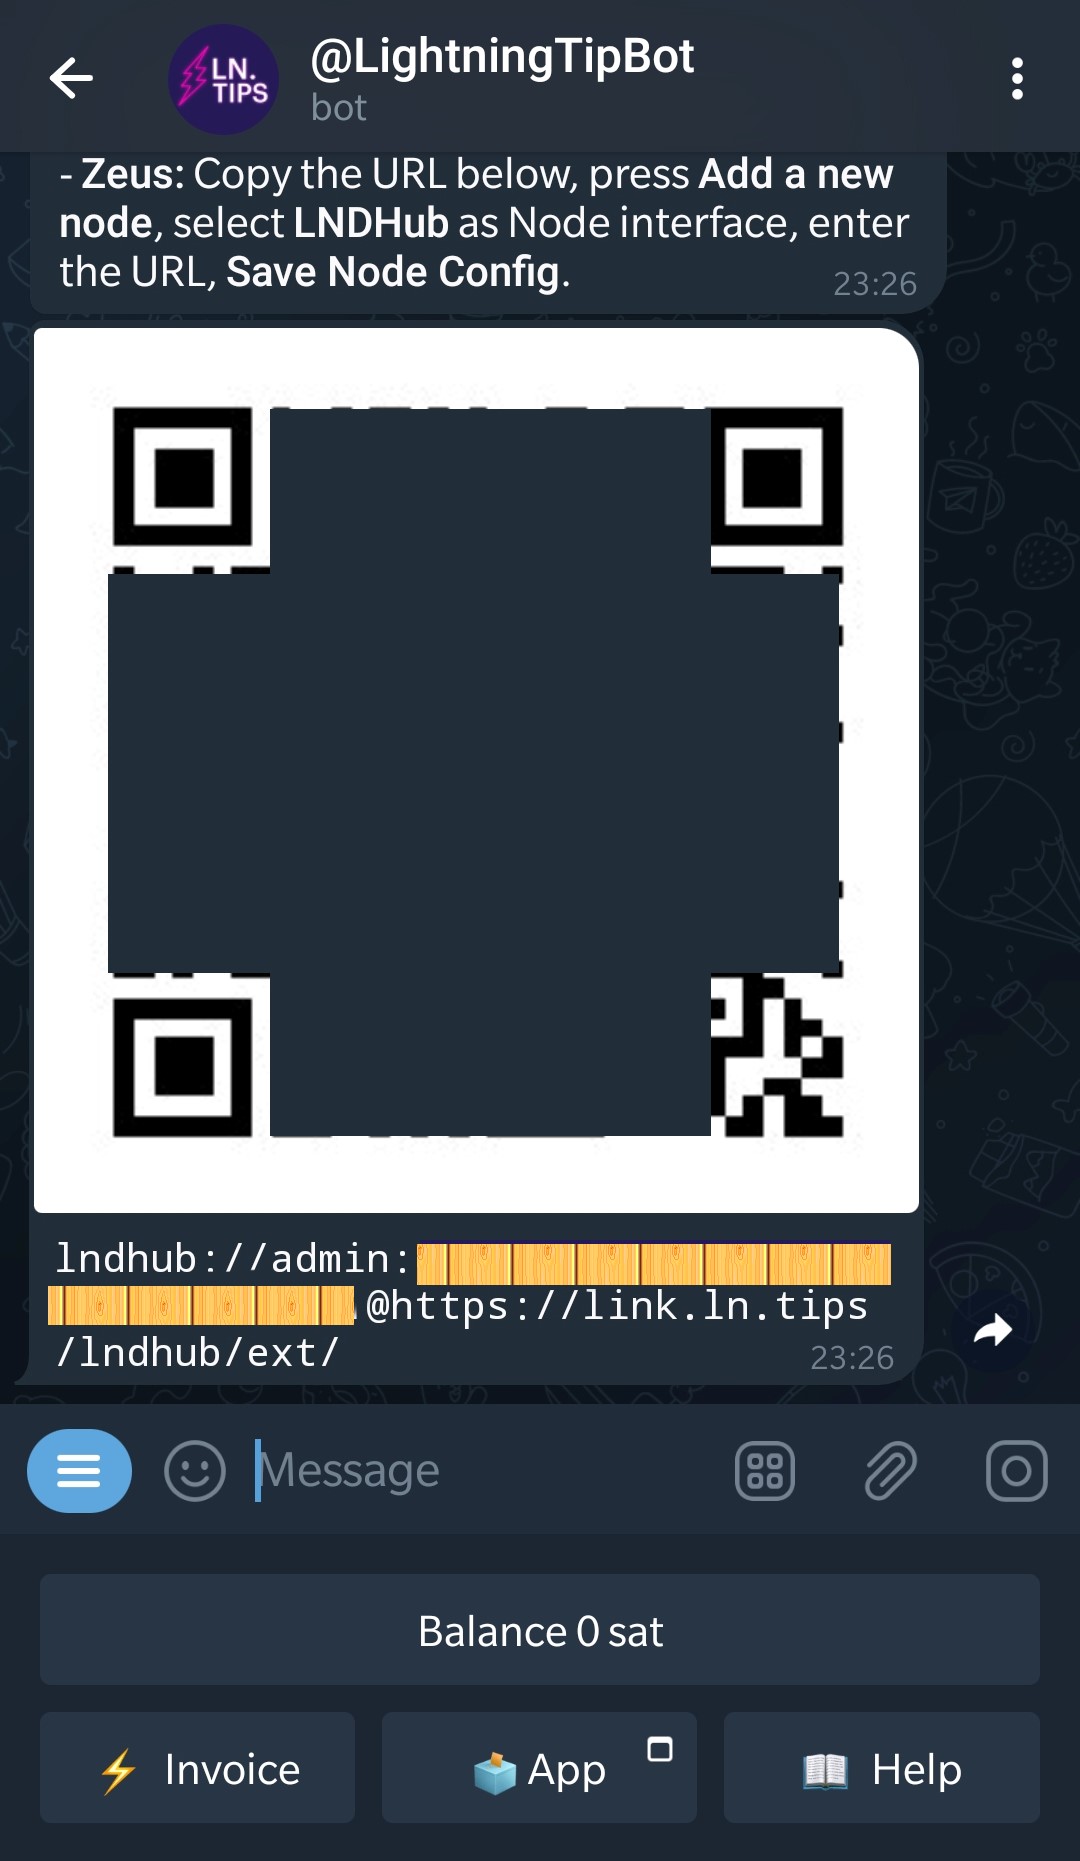 LN.
TIPS
@LightningTipBot
bot
- Zeus: Copy the URL below, press Add a new
node, select LNDHub as Node interface, enter
the URL, Save Node Config.
23:26
lndhub://admin:
@https://link.ln.tips
/lndhub/ext/
23:26
Message
Balance 0 sat
Invoice
App
Help